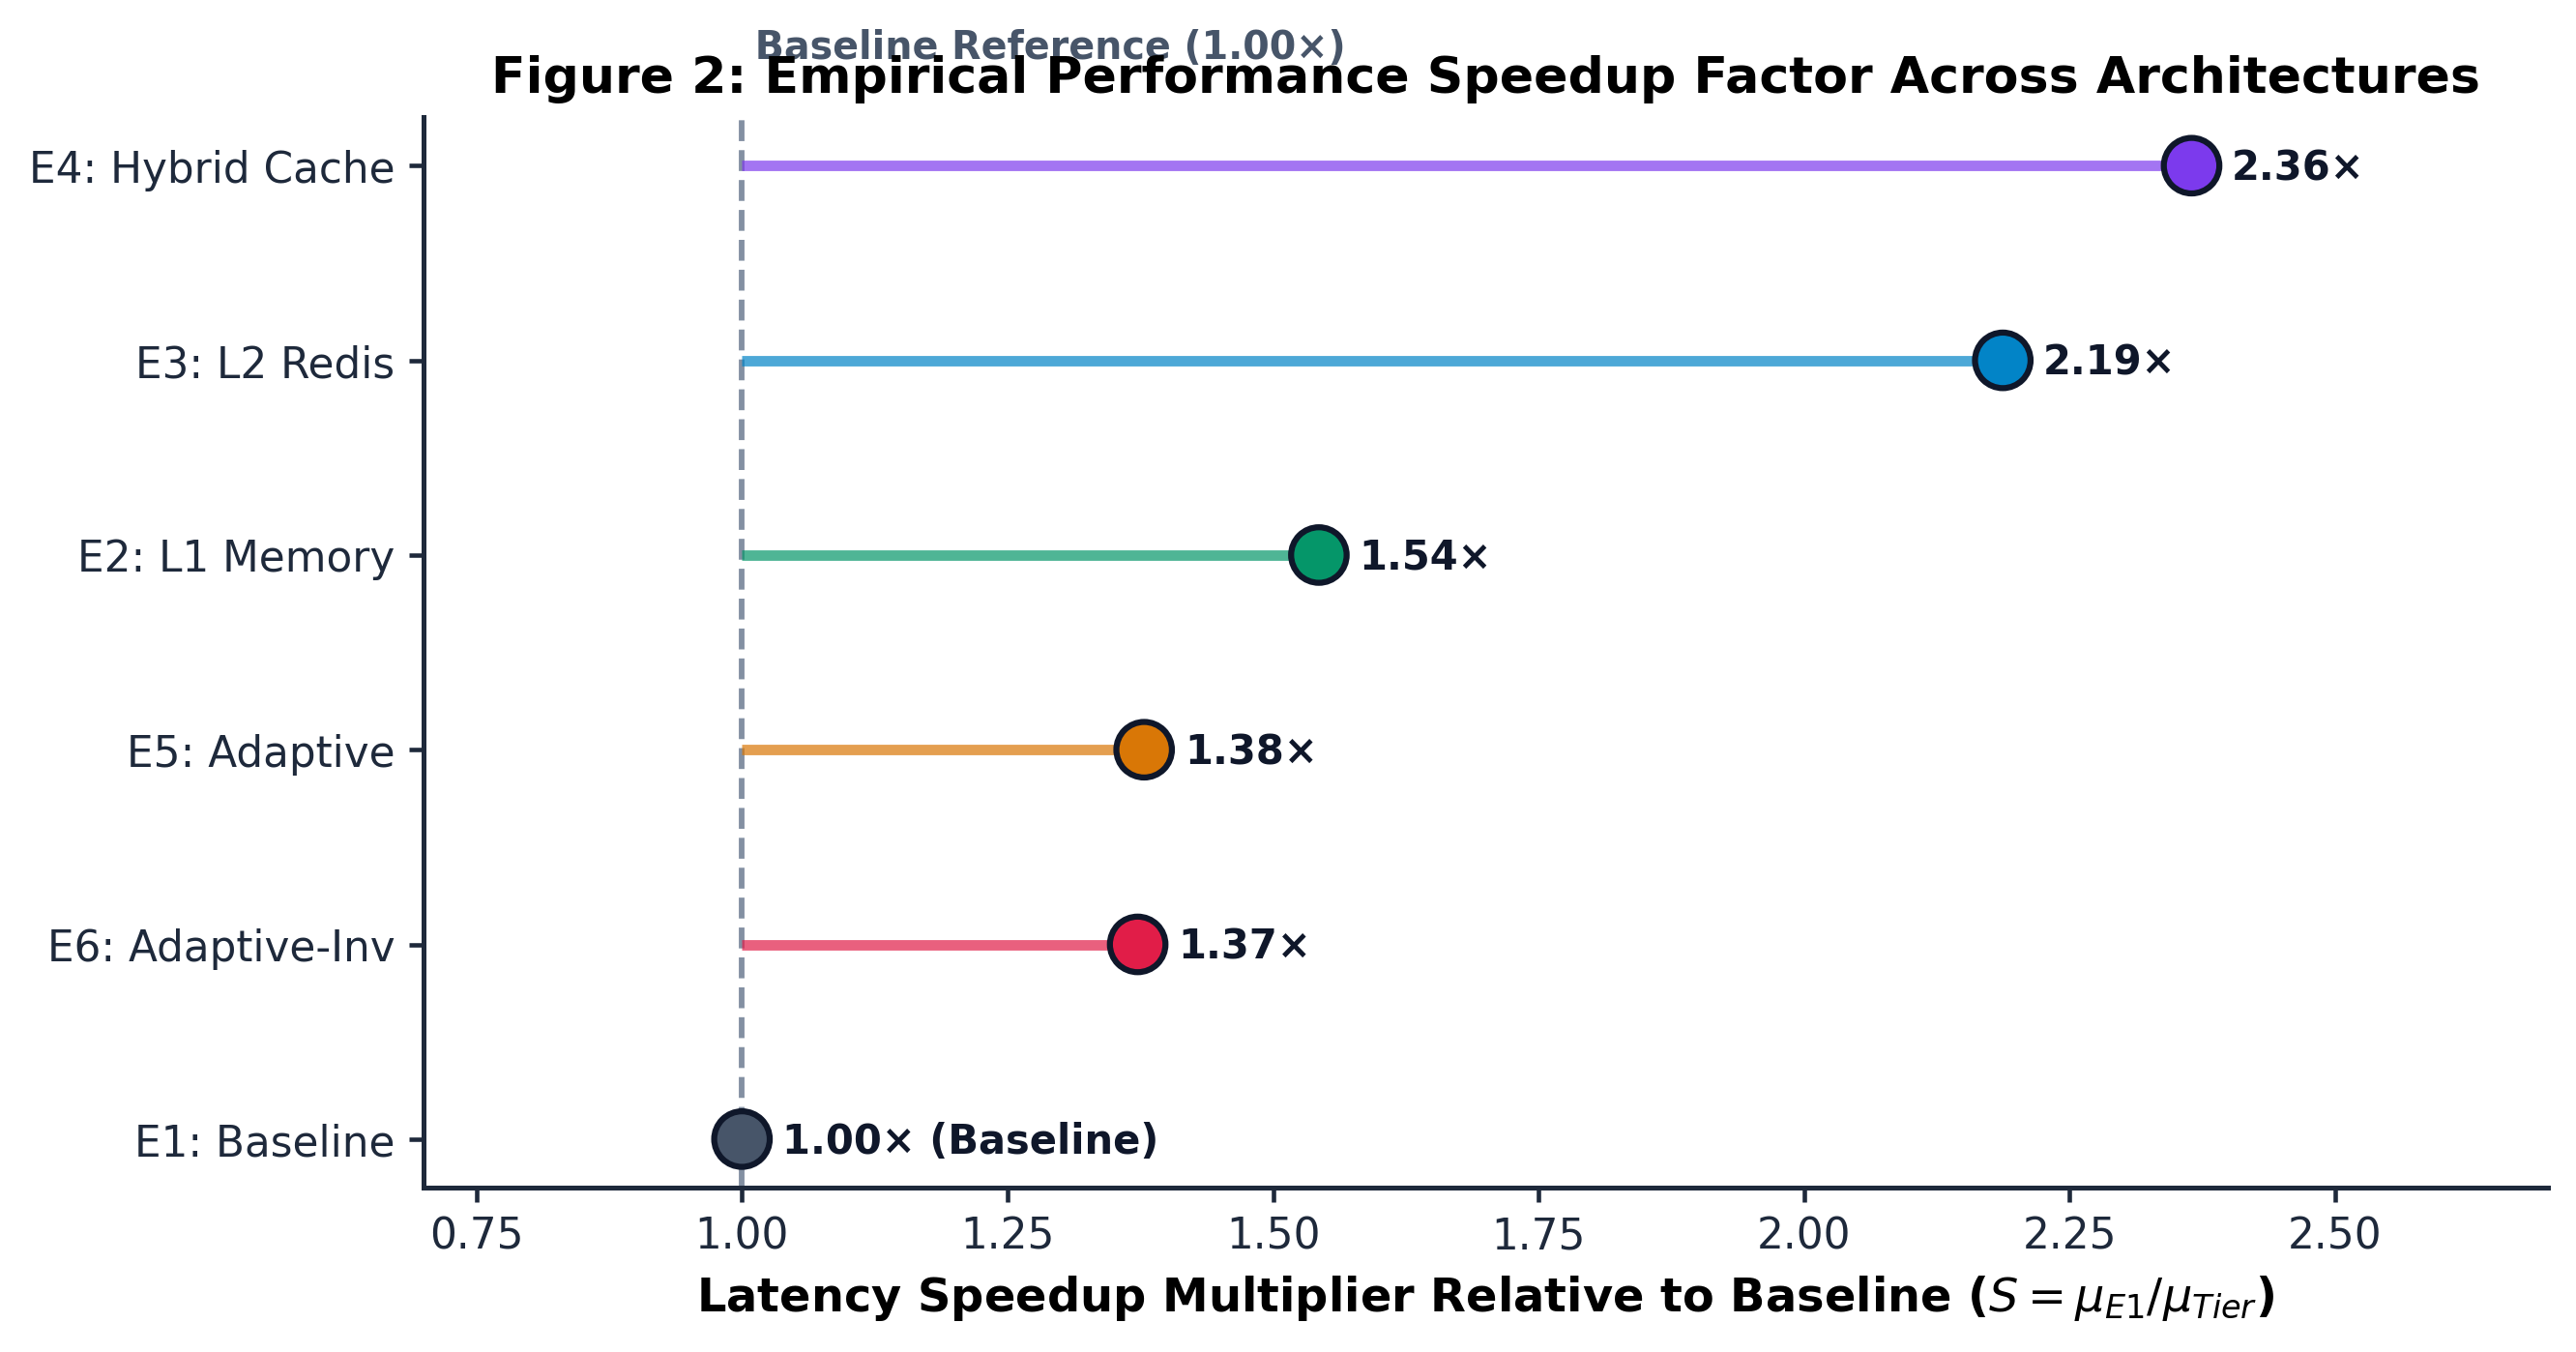 Baseline Reference (1.00×)
Figure 2: Empirical Performance Speedup Factor Across Architectures
E4: Hybrid Cache
2.36×
E3: L2 Redis
2.19×
E2: L1 Memory
1.54×
E5: Adaptive
1.38×
E6: Adaptive-Inv
1.37×
E1: Baseline
1.00× (Baseline)
0.75 1.00 1.25 1.50 1.75 2.00 2.25 2.50
Latency Speedup Multiplier Relative to Baseline (S = μE1/μTier)